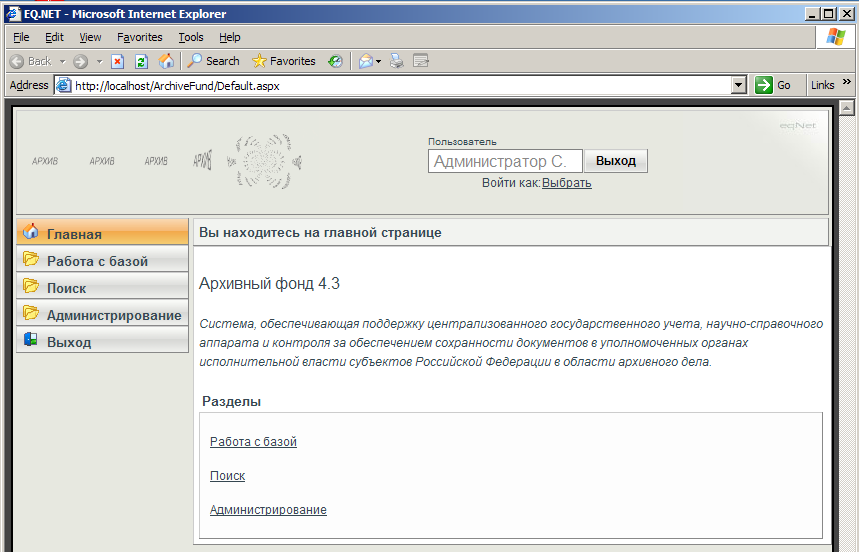 EQ.NET - Microsoft Internet Explorer
File Edit View Favorites Tools Help
Back Search Favorites
Address http://localhost/ArchiveFund/Default.aspx Go Links »
eqNet
Пользователь
АРХИВ АРХИВ АРХИВ АРХИВ
Администратор С. Выход
Войти как:Выбрать
Главная
Работа с базой
Поиск
Администрирование
Выход
Вы находитесь на главной странице
Архивный фонд 4.3
Система, обеспечивающая поддержку централизованного государственного учета, научно-справочного
аппарата и контроля за обеспечением сохранности документов в уполномоченных органах
исполнительной власти субъектов Российской Федерации в области архивного дела.
Разделы
Работа с базой
Поиск
Администрирование